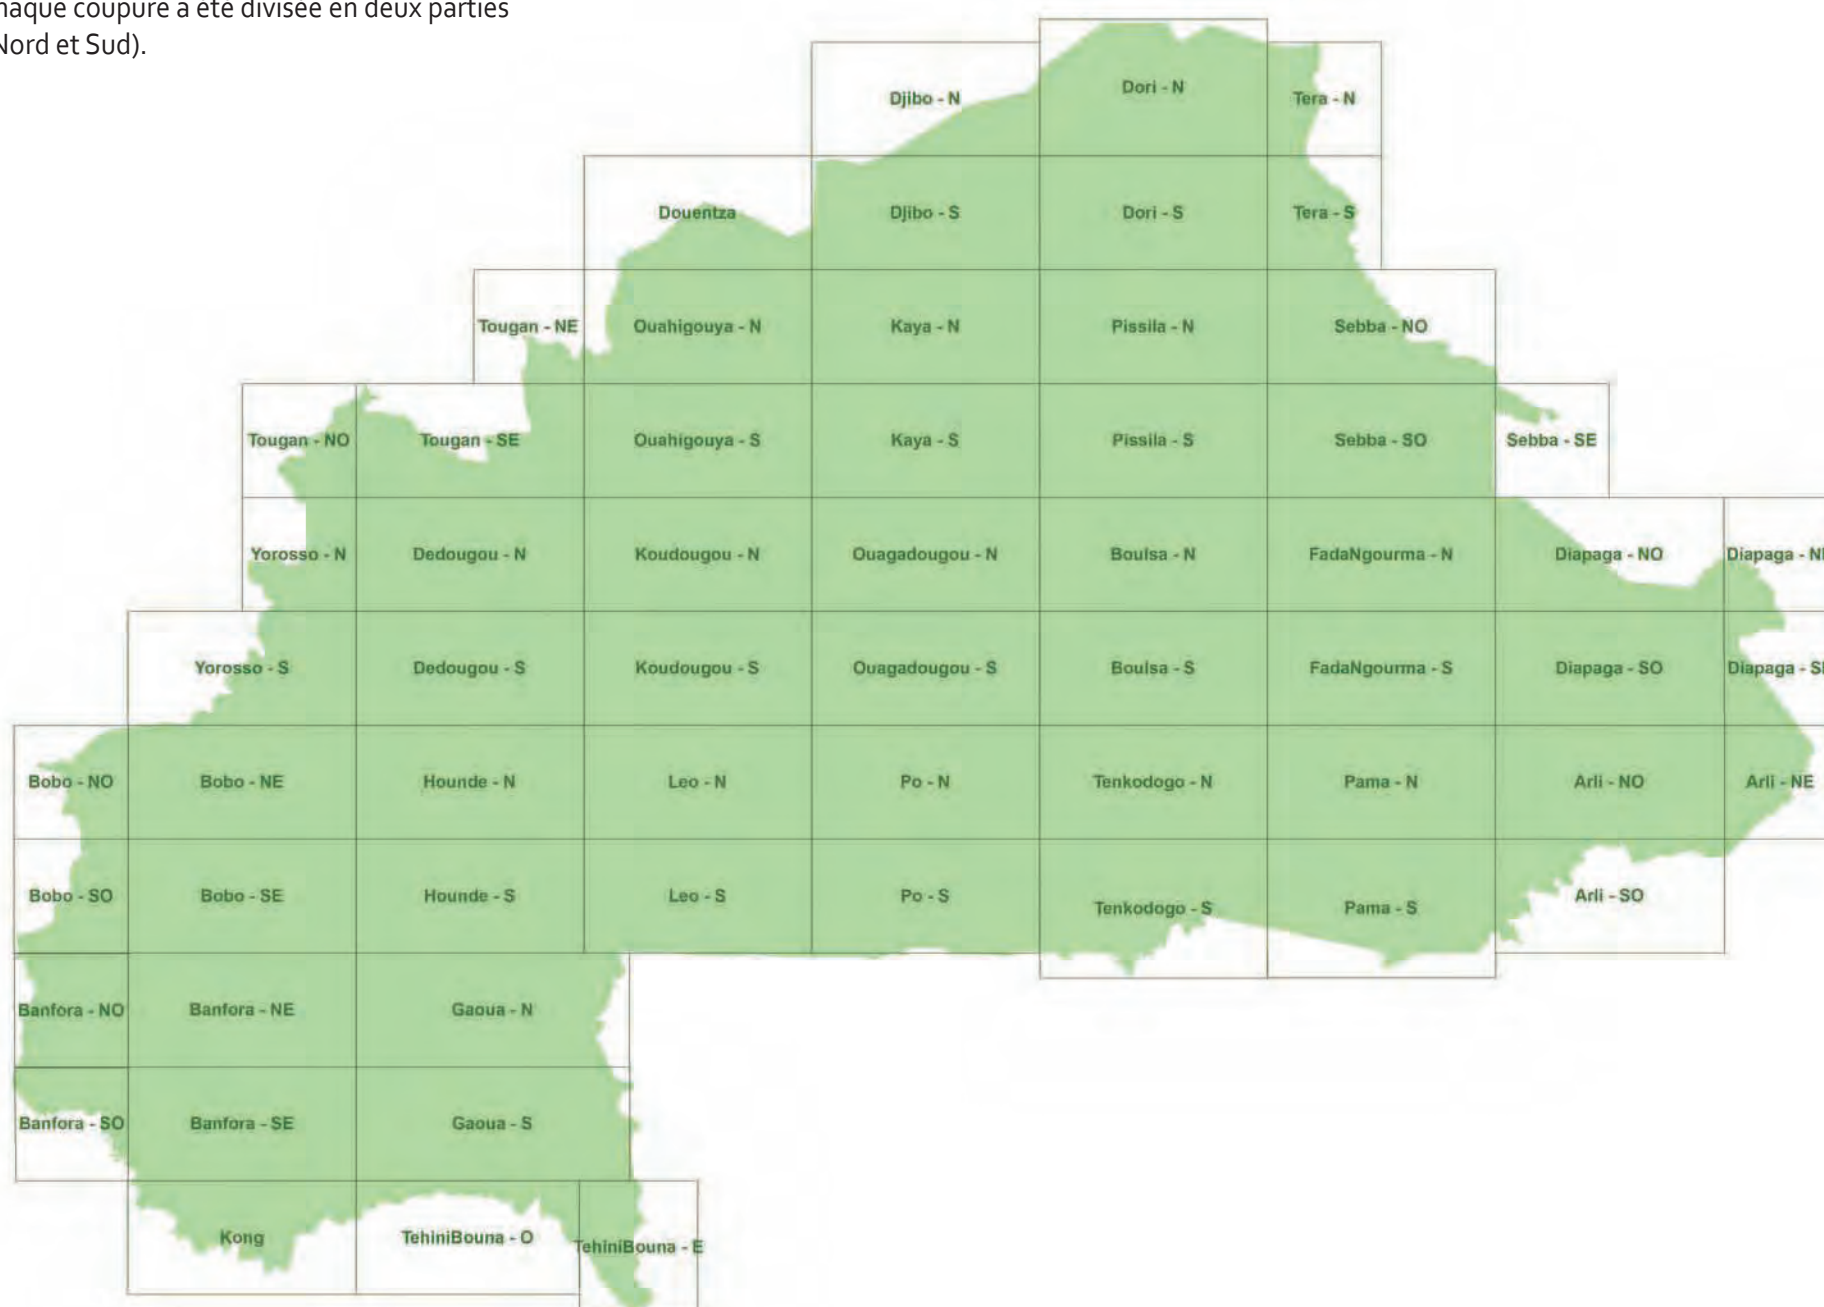 haque coupure a été divisée en deux parties
Nord et Sud).
Djibo - N
Dori - N
Tera - N
Douentza
Djibo - S
Dori - S
Tera - S
Tougan - NE
Ouahigouya - N
Kaya - N
Pissila - N
Sebba - NO
Tougan - NO
Tougan - SE
Ouahigouya - S
Kaya - S
Pissila - S
Sebba - SO
Sebba - SE
Yorosso - N
Dedougou - N
Koudougou - N
Ouagadougou - N
Boulsa - N
FadaNgourma - N
Diapaga - NO
Diapaga - N
Yorosso - S
Dedougou - S
Koudougou - S
Ouagadougou - S
Boulsa - S
FadaNgourma - S
Diapaga - SO
Diapaga - S
Bobo - NO
Bobo - NE
Hounde - N
Leo - N
Po - N
Tenkodogo - N
Pama - N
Arli - NO
Arli - NE
Bobo - SO
Bobo - SE
Hounde - S
Leo - S
Po - S
Tenkodogo - S
Pama - S
Arli - SO
Banfora - NO
Banfora - NE
Gaoua - N
Banfora - SO
Banfora - SE
Gaoua - S
Kong
TehiniBouna - O
TehiniBouna - E